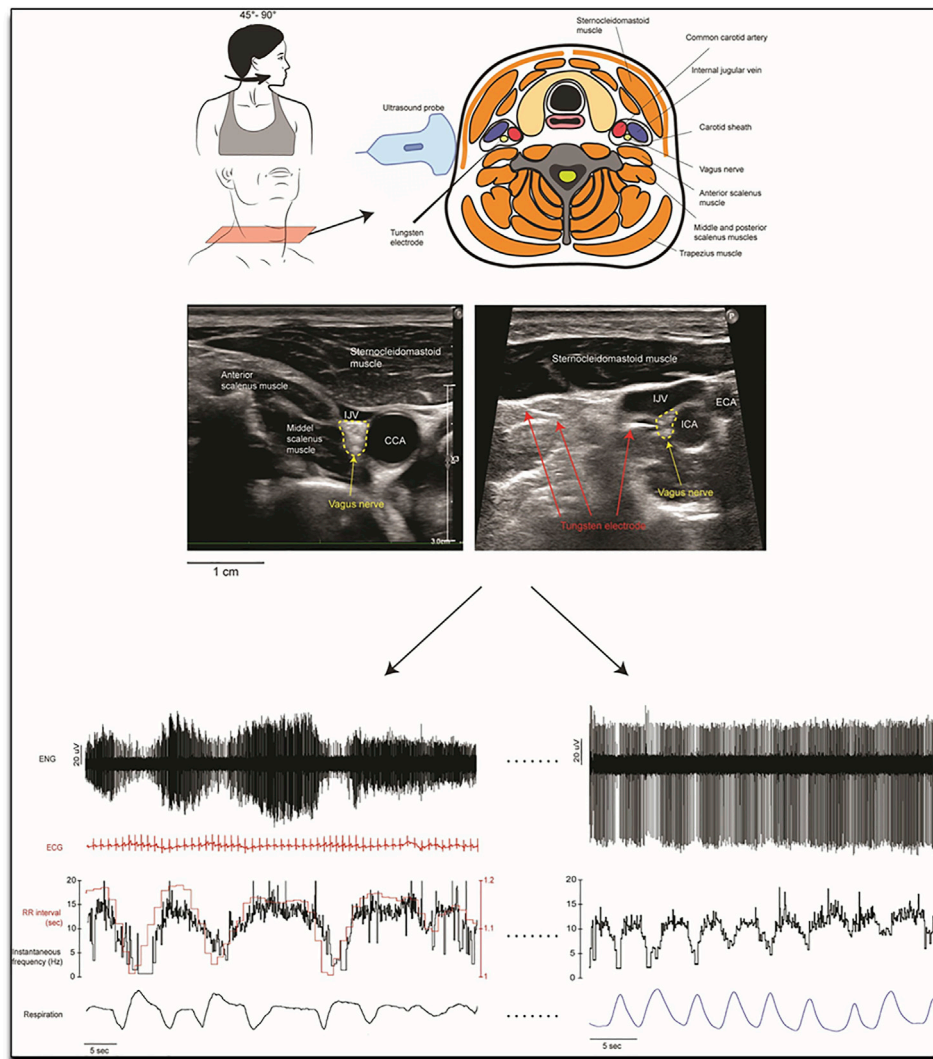 45°- 90°
Sternocleidomastoid
muscle
Common carotid artery
Internal jugular vein
Ultrasound probe
Carotid sheath
Vagus nerve
Anterior scalenus
muscle
Tungsten
electrode
Middle and posterior
scalenus muscles
Trapezius muscle
P
Sternocleidomastoid
muscle
Anterior
scalenus muscle
IJV
Middel
scalenus
muscle
CCA
Vagus nerve
3.0cm
P
Sternocleidomastoid muscle
IJV
ECA
ICA
Vagus nerve
Tungsten electrode
1 cm
ENG
20 uV
20 uV
ECG
20
15
10
5
0
1.2
1.1
1
RR interval
(sec)
Instantaneous
frequency (Hz)
20
15
10
5
0
Respiration
5 sec
5 sec